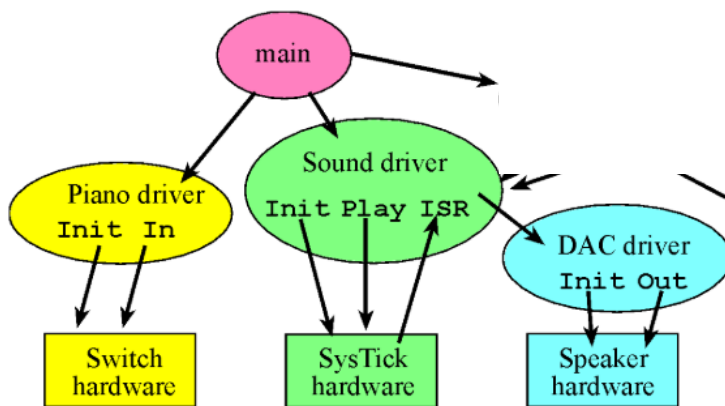 main
Sound driver
Init Play ISR
Piano driver
Init In
DAC driver
Init Out
Switch
hardware
SysTick
hardware
Speaker
hardware